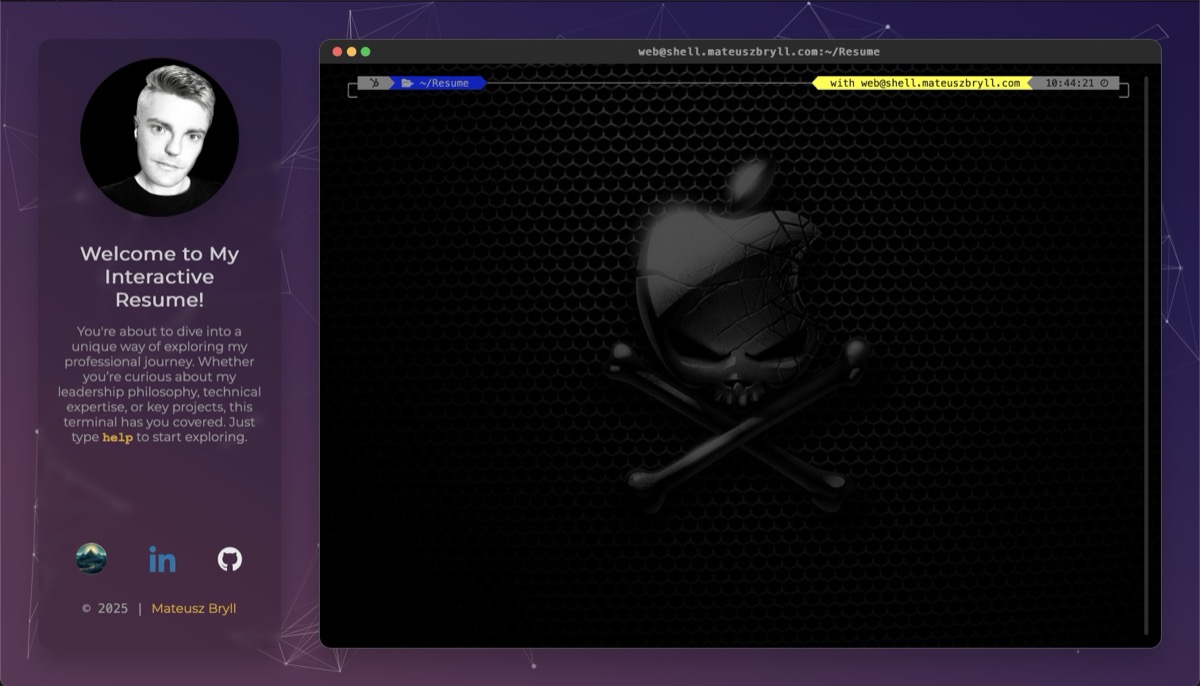 web@shell.mateuszbryll.com:~/Resume
~/Resume
with web@shell.mateuszbryll.com 10:44:21
Welcome to My
Interactive
Resume!
You're about to dive into a
unique way of exploring my
professional journey. Whether
you're curious about my
leadership philosophy, technical
expertise, or key projects, this
terminal has you covered. Just
type help to start exploring.
in
© 2025 | Mateusz Bryll